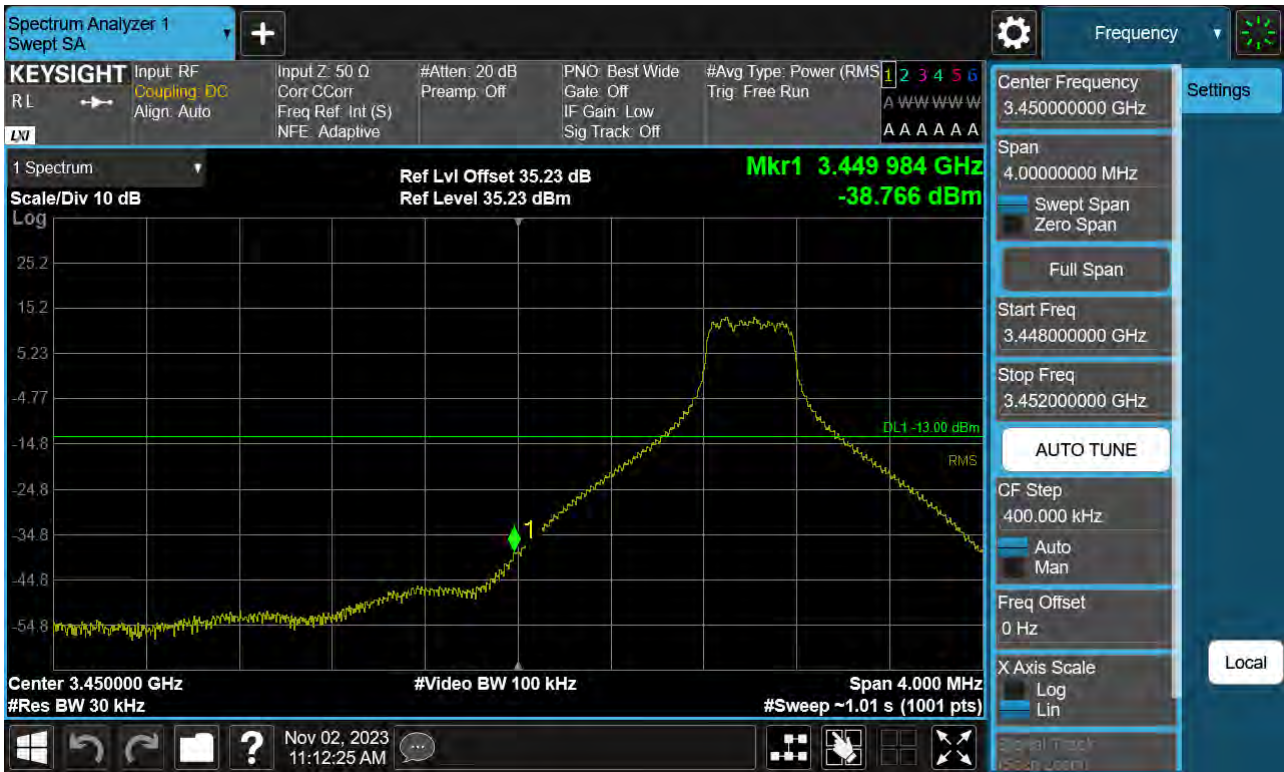 Spectrum Analyzer 1
Swept SA
+
Frequency
KEYSIGHT
RL
LXI
Input: RF
Coupling: DC
Align: Auto
Input Z: 50 Ω
Corr CCorr
Freq Ref: Int (S)
NFE: Adaptive
#Atten: 20 dB
Preamp: Off
PNO: Best Wide
Gate: Off
IF Gain: Low
Sig Track: Off
#Avg Type: Power (RMS
Trig: Free Run
1 2 3 4 5 6
A W W W W W
A A A A A A
1 Spectrum
Scale/Div 10 dB
Log
Ref Lvl Offset 35.23 dB
Ref Level 35.23 dBm
Mkr1 3.449 984 GHz
-38.766 dBm
25.2
15.2
5.23
-4.77
-14.8
-24.8
-34.8
-44.8
-54.8
DL1 -13.00 dBm
RMS
1
Center 3.450000 GHz
#Res BW 30 kHz
#Video BW 100 kHz
Span 4.000 MHz
#Sweep ~1.01 s (1001 pts)
Center Frequency
3.450000000 GHz
Settings
Span
4.00000000 MHz
Swept Span
Zero Span
Full Span
Start Freq
3.448000000 GHz
Stop Freq
3.452000000 GHz
AUTO TUNE
CF Step
400.000 kHz
Auto
Man
Freq Offset
0 Hz
X Axis Scale
Log
Lin
Local
Signal Track
(Span Zoom)
?
Nov 02, 2023
11:12:25 AM